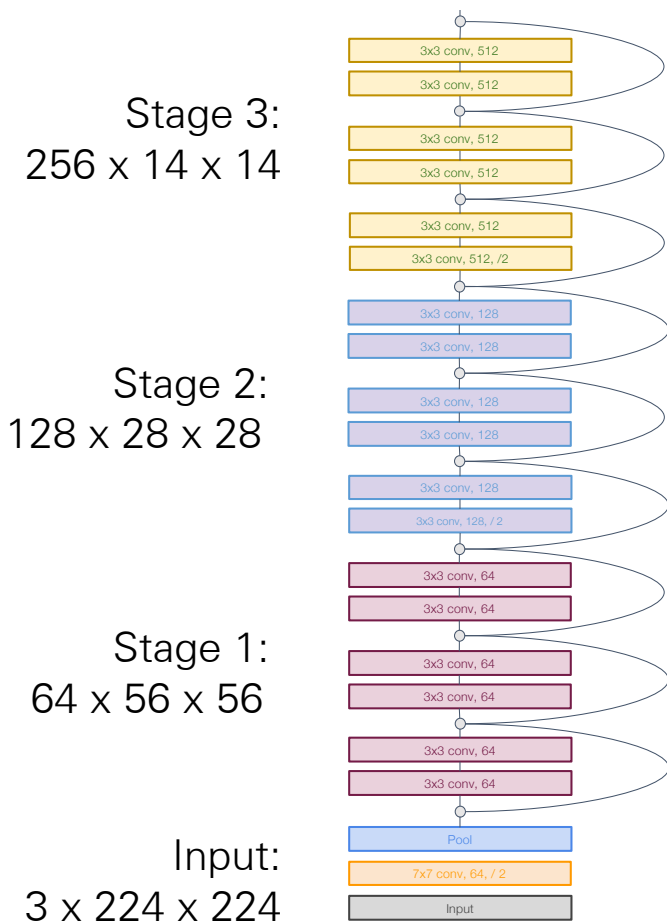 3x3 conv, 512
3x3 conv, 512
Stage 3:
256 x 14 x 14
3x3 conv, 512
3x3 conv, 512
3x3 conv, 512
3x3 conv, 512, /2
3x3 conv, 128
3x3 conv, 128
Stage 2:
128 x 28 x 28
3x3 conv, 128
3x3 conv, 128
3x3 conv, 128
3x3 conv, 128, / 2
3x3 conv, 64
3x3 conv, 64
Stage 1:
64 x 56 x 56
3x3 conv, 64
3x3 conv, 64
3x3 conv, 64
3x3 conv, 64
Pool
Input:
3 x 224 x 224
7x7 conv, 64, / 2
Input